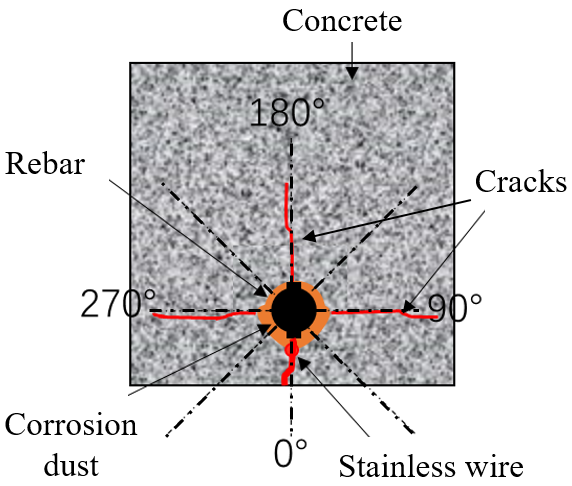 Concrete
180°
Rebar
Cracks
270°
90°
Corrosion
dust
0°
Stainless wire